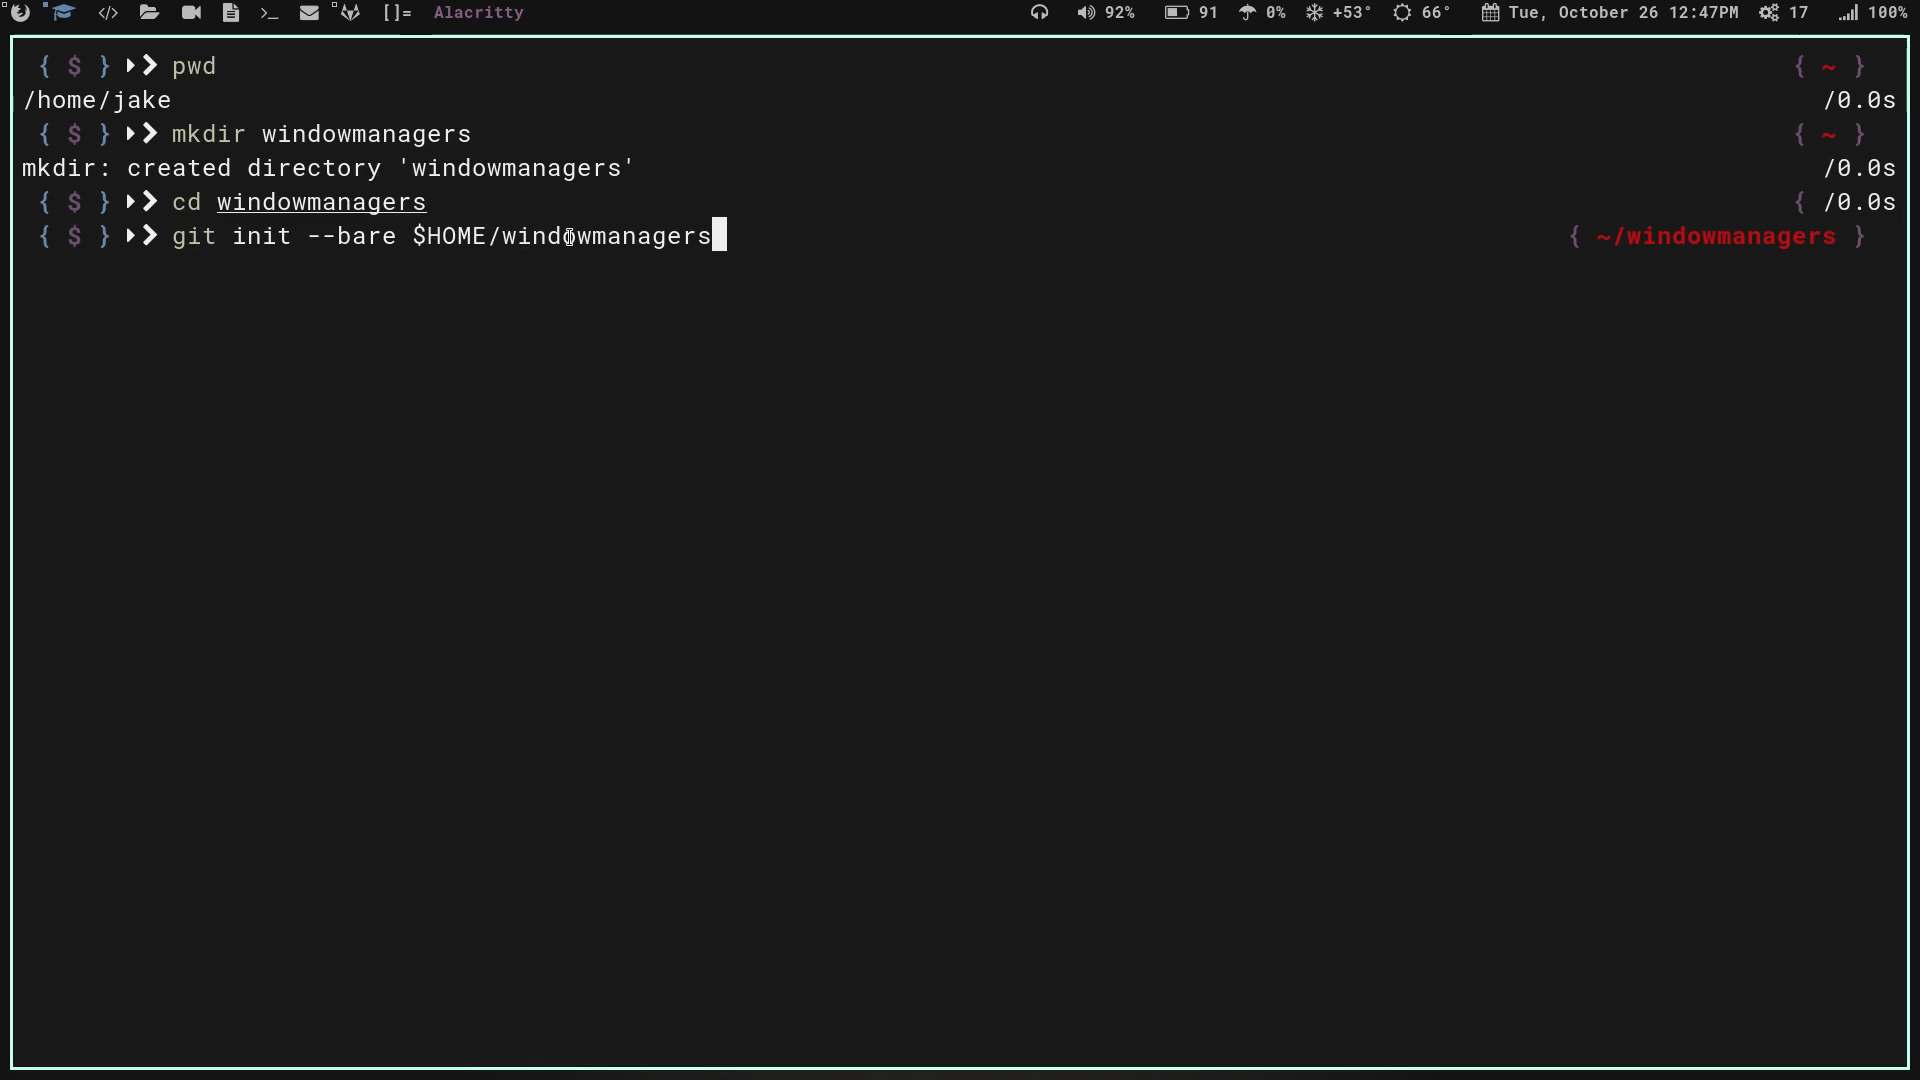 []= Alacritty 92% 91 0% +53° 66° Tue, October 26 12:47PM 17 100%
{ $ } pwd { ~ }
/home/jake /0.0s
{ $ } mkdir windowmanagers { ~ }
mkdir: created directory 'windowmanagers' /0.0s
{ $ } cd windowmanagers { /0.0s
{ $ } git init --bare $HOME/windowmanagers { ~/windowmanagers }